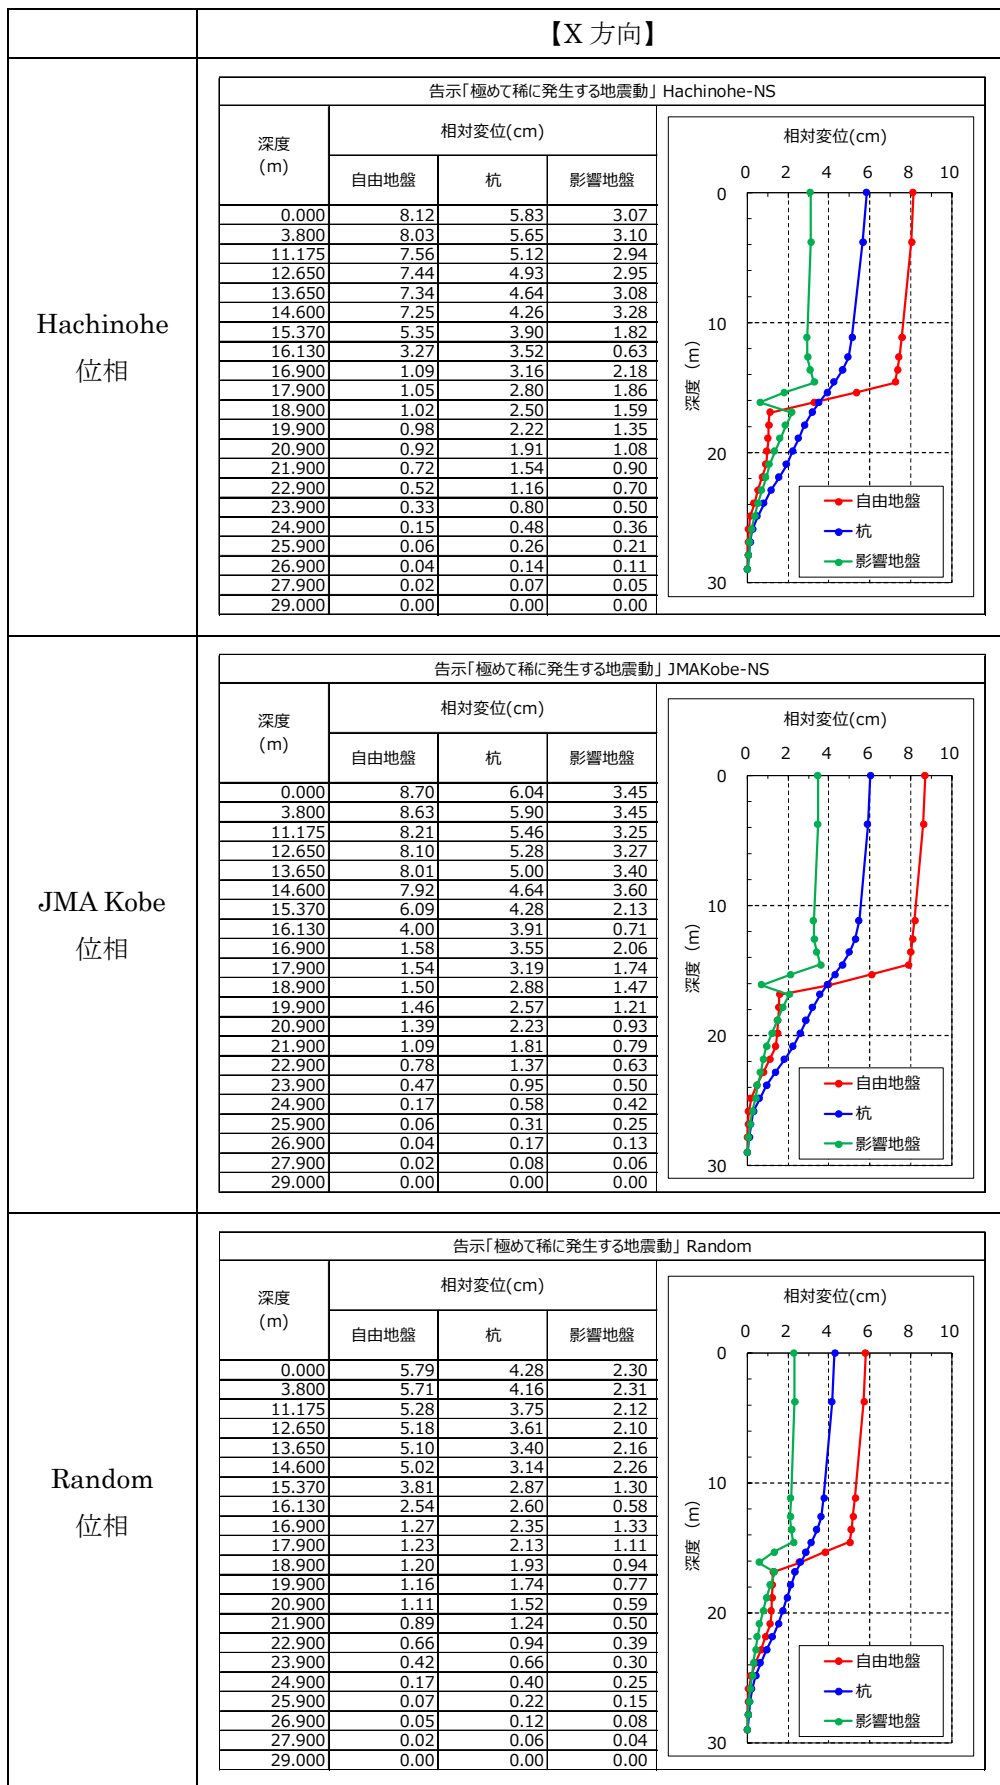 【X 方向】
Hachinohe
位相
告示「極めて稀に発生する地震動」 Hachinohe-NS
深度
(m)
相対変位(cm)
自由地盤 杭 影響地盤
0.000 8.12 5.83 3.07
3.800 8.03 5.65 3.10
11.175 7.56 5.12 2.94
12.650 7.44 4.93 2.95
13.650 7.34 4.64 3.08
14.600 7.25 4.26 3.28
15.370 5.35 3.90 1.82
16.130 3.27 3.52 0.63
16.900 1.09 3.16 2.18
17.900 1.05 2.80 1.86
18.900 1.02 2.50 1.59
19.900 0.98 2.22 1.35
20.900 0.92 1.91 1.08
21.900 0.72 1.54 0.90
22.900 0.52 1.16 0.70
23.900 0.33 0.80 0.50
24.900 0.15 0.48 0.36
25.900 0.06 0.26 0.21
26.900 0.04 0.14 0.11
27.900 0.02 0.07 0.05
29.000 0.00 0.00 0.00
相対変位(cm)
0 2 4 6 8 10
0
10
20
30
深度 (m)
自由地盤
杭
影響地盤
JMA Kobe
位相
告示「極めて稀に発生する地震動」 JMAKobe-NS
深度
(m)
相対変位(cm)
自由地盤 杭 影響地盤
0.000 8.70 6.04 3.45
3.800 8.63 5.90 3.45
11.175 8.21 5.46 3.25
12.650 8.10 5.28 3.27
13.650 8.01 5.00 3.40
14.600 7.92 4.64 3.60
15.370 6.09 4.28 2.13
16.130 4.00 3.91 0.71
16.900 1.58 3.55 2.06
17.900 1.54 3.19 1.74
18.900 1.50 2.88 1.47
19.900 1.46 2.57 1.21
20.900 1.39 2.23 0.93
21.900 1.09 1.81 0.79
22.900 0.78 1.37 0.63
23.900 0.47 0.95 0.50
24.900 0.17 0.58 0.42
25.900 0.06 0.31 0.25
26.900 0.04 0.17 0.13
27.900 0.02 0.08 0.06
29.000 0.00 0.00 0.00
相対変位(cm)
0 2 4 6 8 10
0
10
20
30
深度 (m)
自由地盤
杭
影響地盤
Random
位相
告示「極めて稀に発生する地震動」 Random
深度
(m)
相対変位(cm)
自由地盤 杭 影響地盤
0.000 5.79 4.28 2.30
3.800 5.71 4.16 2.31
11.175 5.28 3.75 2.12
12.650 5.18 3.61 2.10
13.650 5.10 3.40 2.16
14.600 5.02 3.14 2.26
15.370 3.81 2.87 1.30
16.130 2.54 2.60 0.58
16.900 1.27 2.35 1.33
17.900 1.23 2.13 1.11
18.900 1.20 1.93 0.94
19.900 1.16 1.74 0.77
20.900 1.11 1.52 0.59
21.900 0.89 1.24 0.50
22.900 0.66 0.94 0.39
23.900 0.42 0.66 0.30
24.900 0.17 0.40 0.25
25.900 0.07 0.22 0.15
26.900 0.05 0.12 0.08
27.900 0.02 0.06 0.04
29.000 0.00 0.00 0.00
相対変位(cm)
0 2 4 6 8 10
0
10
20
30
深度 (m)
自由地盤
杭
影響地盤